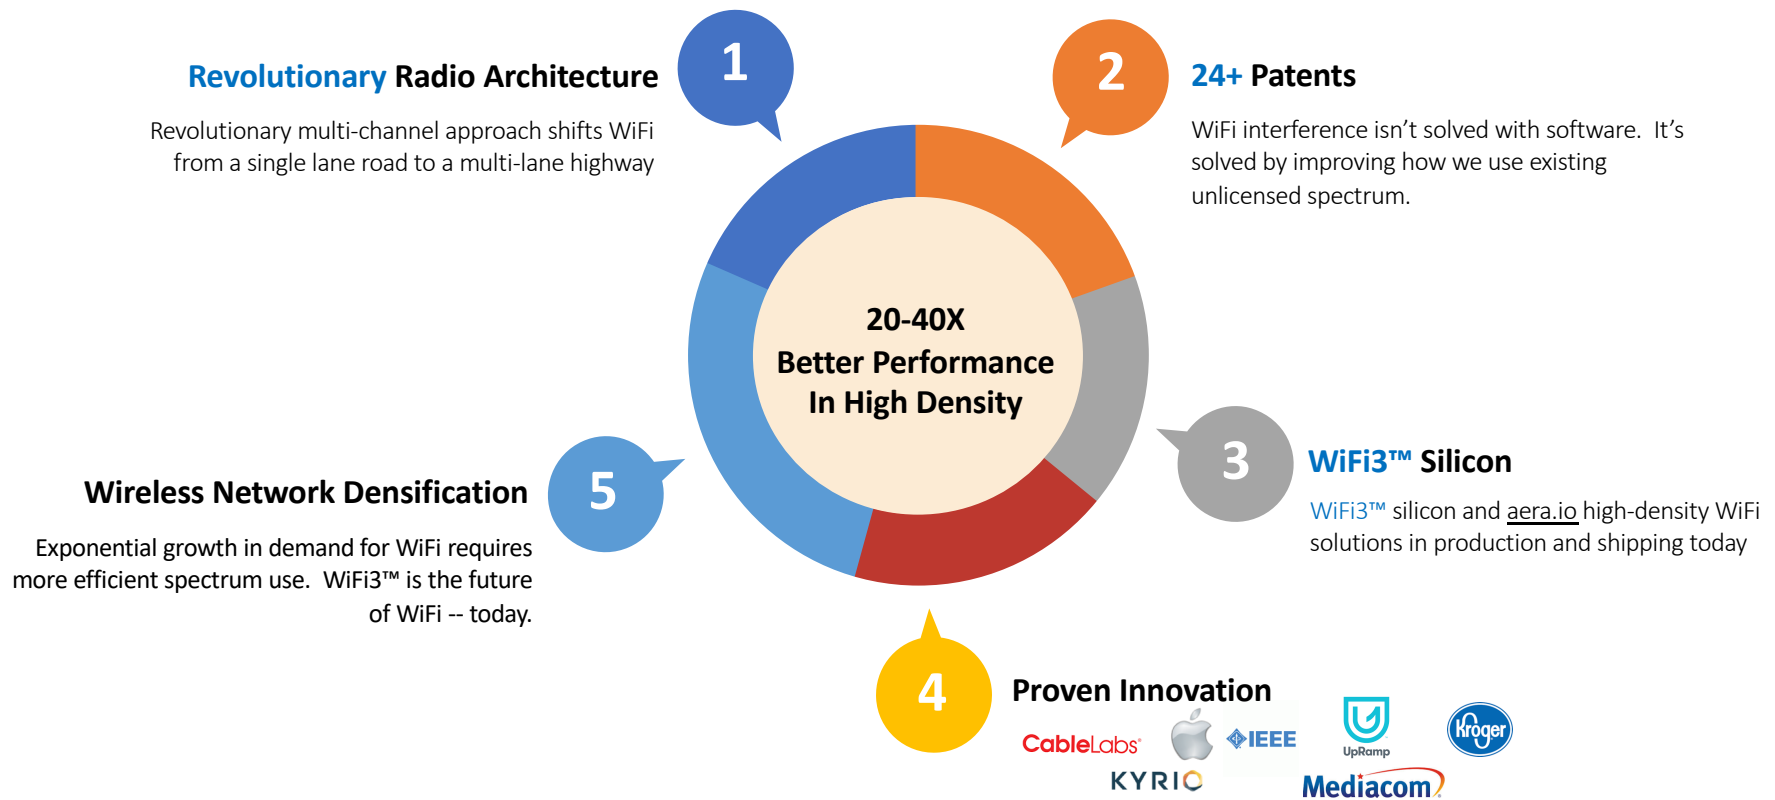 1
Revolutionary Radio Architecture
Revolutionary multi-channel approach shifts WiFi
from a single lane road to a multi-lane highway
2
24+ Patents
WiFi interference isn’t solved with software.  It’s
solved by improving how we use existing
unlicensed spectrum.
20-40X
Better Performance
In High Density
3
WiFi3™ Silicon
WiFi3™ silicon and aera.io high-density WiFi
solutions in production and shipping today
5
Wireless Network Densification
Exponential growth in demand for WiFi requires
more efficient spectrum use.  WiFi3™ is the future
of WiFi -- today.
4
Proven Innovation
CableLabs®
IEEE
UpRamp
Kroger
KYRIO
Mediacom